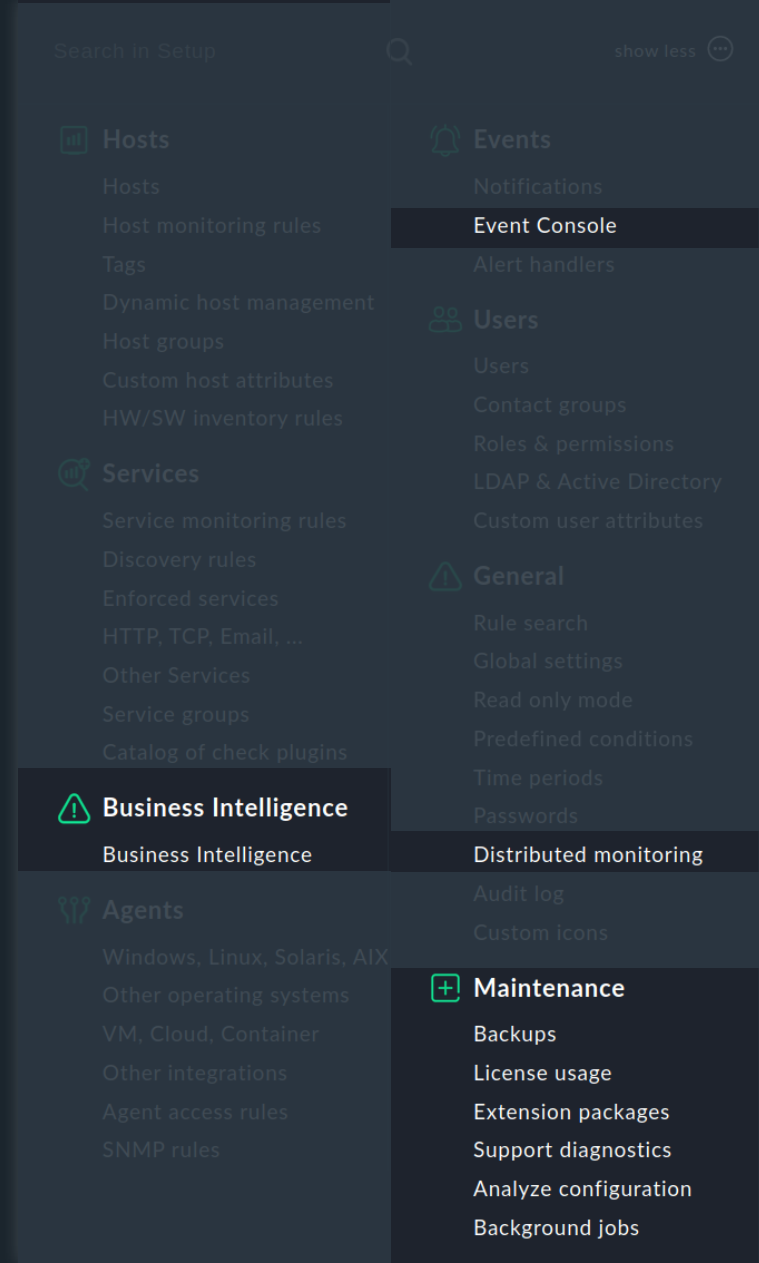 Search in Setup
show less
Hosts
Hosts
Host monitoring rules
Tags
Dynamic host management
Host groups
Custom host attributes
HW/SW inventory rules
Services
Service monitoring rules
Discovery rules
Enforced services
HTTP, TCP, Email, ...
Other Services
Service groups
Catalog of check plugins
Business Intelligence
Business Intelligence
Agents
Windows, Linux, Solaris, AIX
Other operating systems
VM, Cloud, Container
Other integrations
Agent access rules
SNMP rules
Events
Notifications
Event Console
Alert handlers
Users
Users
Contact groups
Roles & permissions
LDAP & Active Directory
Custom user attributes
General
Rule search
Global settings
Read only mode
Predefined conditions
Time periods
Passwords
Distributed monitoring
Audit log
Custom icons
Maintenance
Backups
License usage
Extension packages
Support diagnostics
Analyze configuration
Background jobs